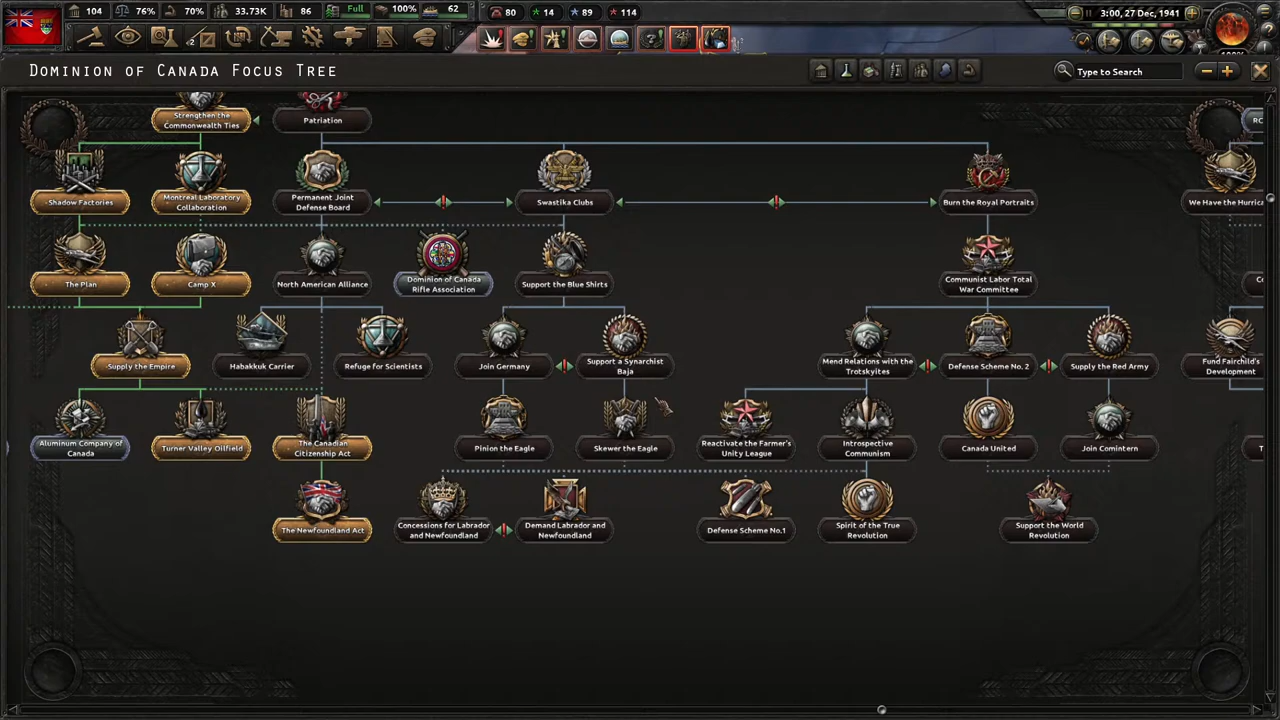 104
76%
70%
33.73K
86
Full
100%
62
80
14
89
114
3:00, 27 Dec, 1941
100%
2
Dominion of Canada Focus Tree
Type to Search
Strengthen the
Commonwealth Ties
Patriation
Shadow Factories
Montreal Laboratory
Collaboration
Permanent Joint
Defense Board
Swastika Clubs
Burn the Royal Portraits
We Have the Hurrica
The Plan
Camp X
North American Alliance
Dominion of Canada
Rifle Association
Support the Blue Shirts
Communist Labor Total
War Committee
Supply the Empire
Habakkuk Carrier
Refuge for Scientists
Join Germany
Support a Synarchist
Baja
Mend Relations with the
Trotskyites
Defense Scheme No. 2
Supply the Red Army
Fund Fairchild's
Development
Aluminum Company of
Canada
Turner Valley Oilfield
The Canadian
Citizenship Act
Pinion the Eagle
Skewer the Eagle
Reactivate the Farmer's
Unity League
Introspective
Communism
Canada United
Join Comintern
The Newfoundland Act
Concessions for Labrador
and Newfoundland
Demand Labrador and
Newfoundland
Defense Scheme No.1
Spirit of the True
Revolution
Support the World
Revolution